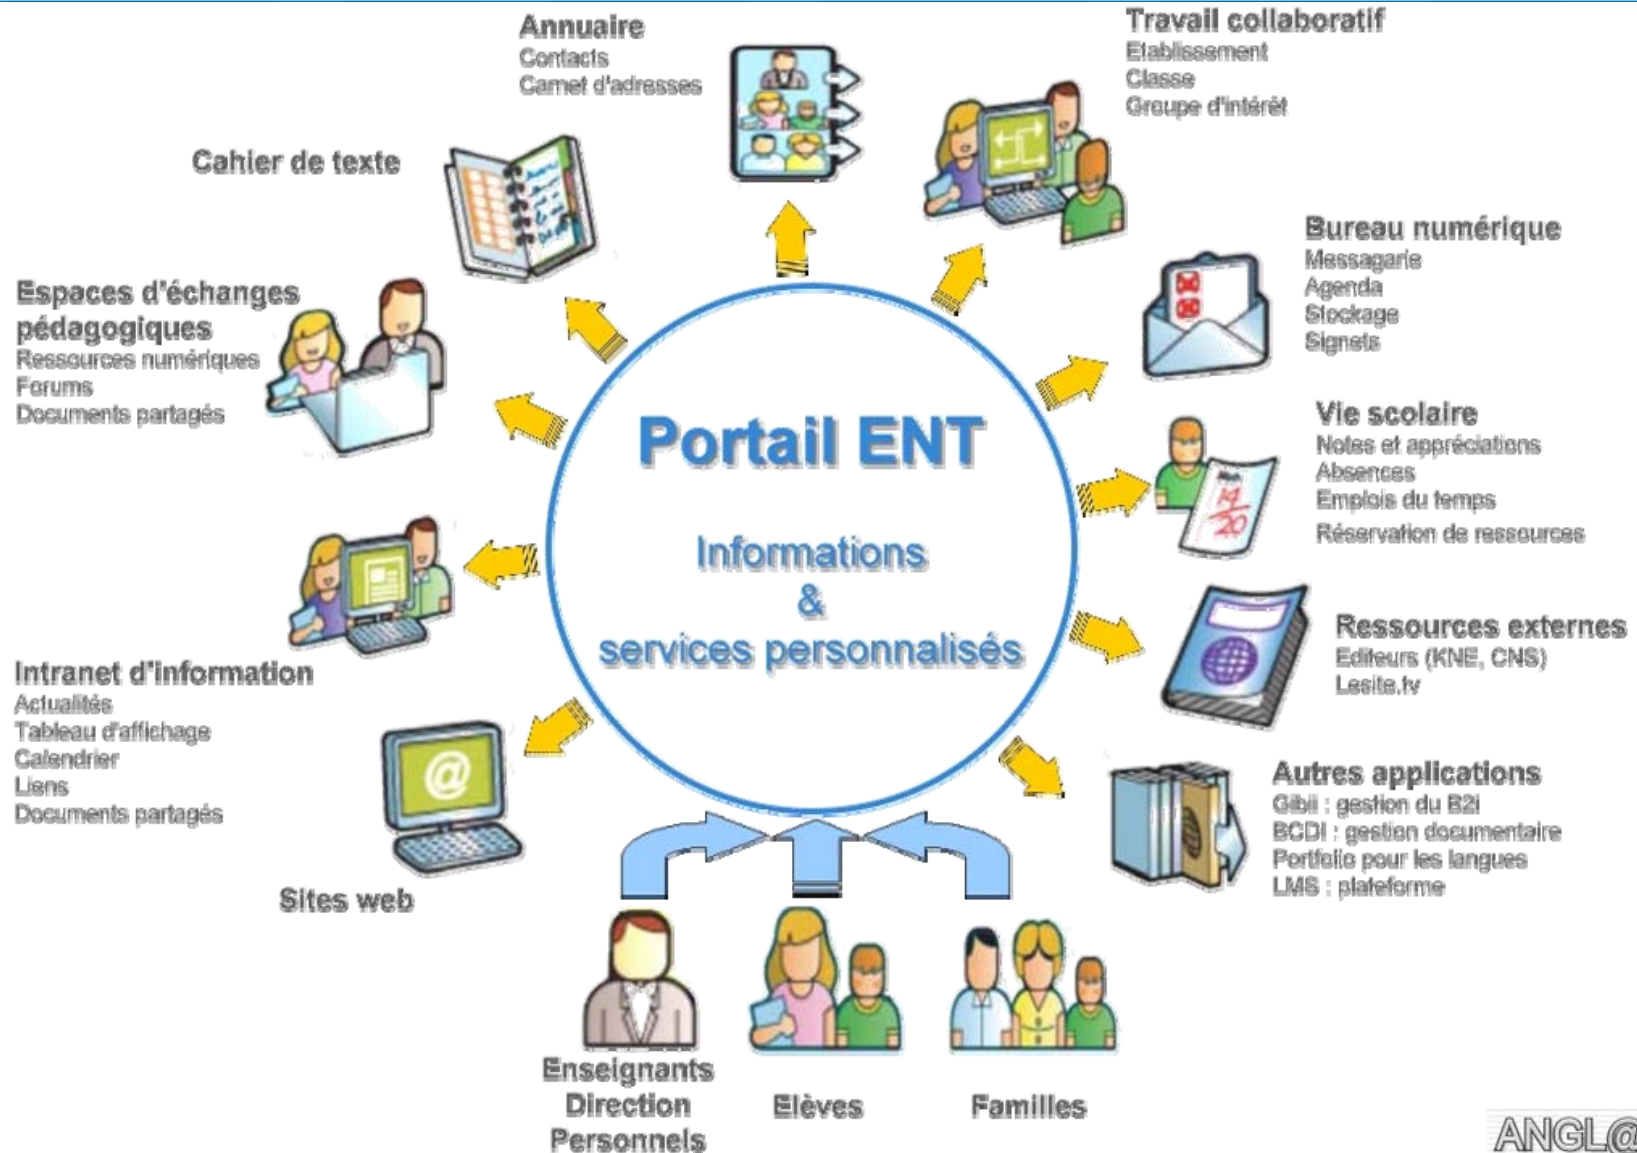 Annuaire
Contacts
Carnet d'adresses
Travail collaboratif
Etablissement
Classe
Groupe d'intérêt
Cahier de texte
Bureau numérique
Messagerie
Agenda
Stockage
Signets
Espaces d'échanges
pédagogiques
Ressources numériques
Forums
Documents partagés
Vie scolaire
Notes et appréciations
Absences
Emplois du temps
Réservation de ressources
14
20
Portail ENT
Informations
&
services personnalisés
Ressources externes
Editeurs (KNE, CNS)
Lesite.tv
Intranet d'information
Actualités
Tableau d'affichage
Calendrier
Liens
Documents partagés
@
Sites web
Autres applications
Gibii : gestion du B2i
BCDI : gestion documentaire
Portfolio pour les langues
LMS : plateforme
Enseignants
Direction
Personnels
Elèves
Familles
ANGL@